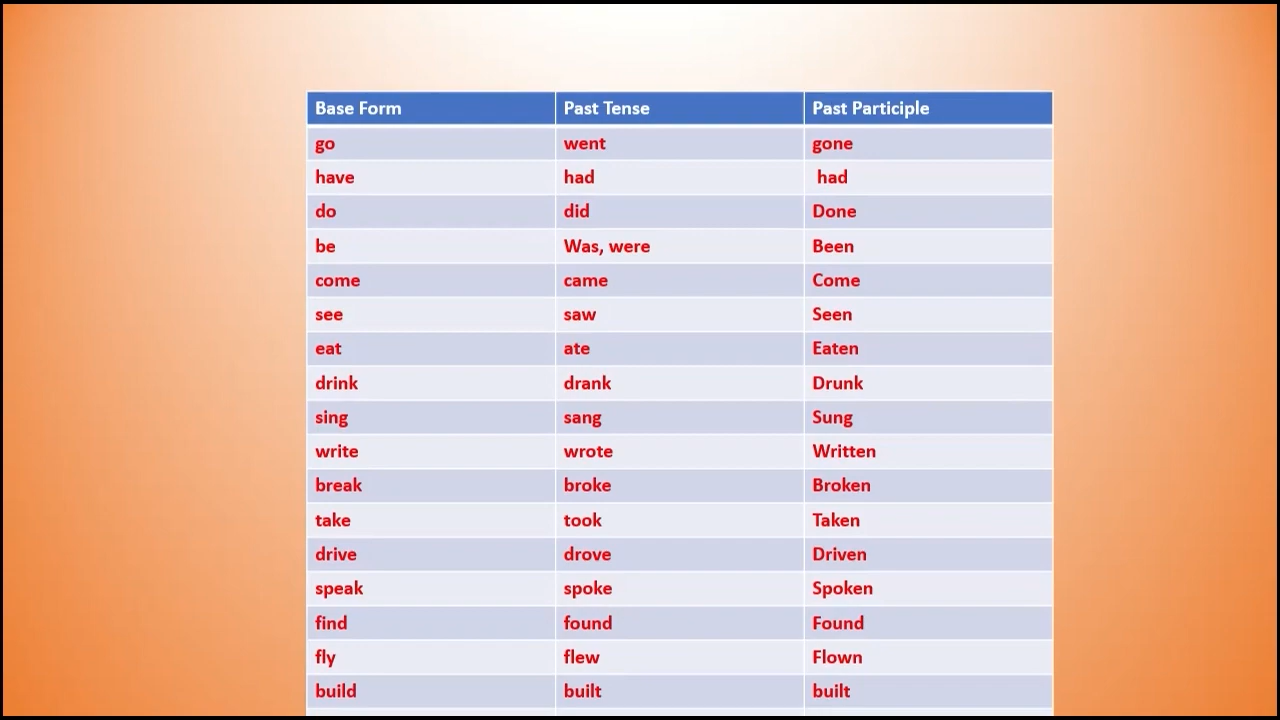 Base Form Past Tense Past Participle
go went gone
have had had
do did Done
be Was, were Been
come came Come
see saw Seen
eat ate Eaten
drink drank Drunk
sing sang Sung
write wrote Written
break broke Broken
take took Taken
drive drove Driven
speak spoke Spoken
find found Found
fly flew Flown
build built built